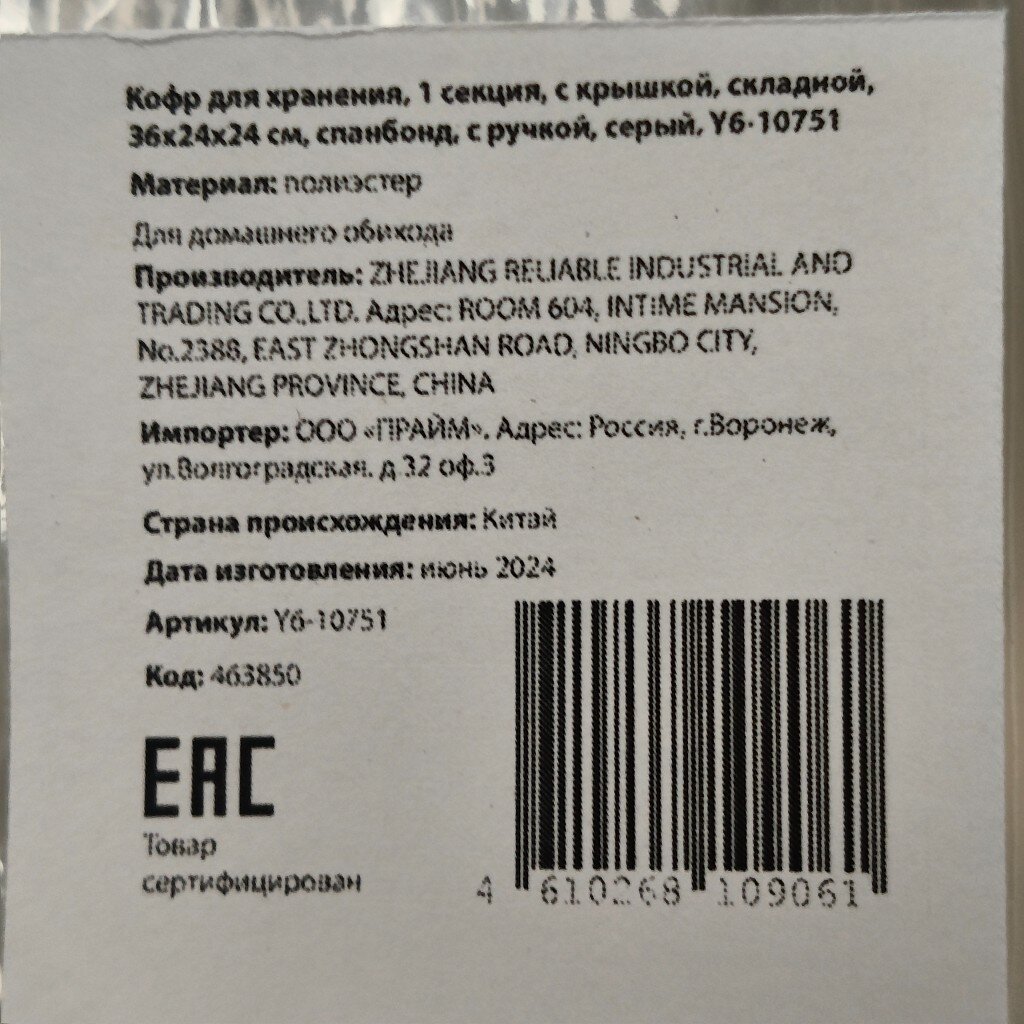 Кофр для хранения, 1 секция, с крышкой, складной,
36х24х24 см, спанбонд, с ручкой, серый, Y6-10751
Материал: полиэстер
Для домашнего обихода
Производитель: ZHEJIANG RELIABLE INDUSTRIAL AND
TRADING CO.,LTD. Адрес: ROOM 604, INTIME MANSION,
No.2388, EAST ZHONGSHAN ROAD, NINGBO CITY,
ZHEJIANG PROVINCE, CHINA
Импортер: ООО «ПРАЙМ». Адрес: Россия, г.Воронеж,
ул.Волгоградская. д 32 оф.3
Страна происхождения: Китай
Дата изготовления: июнь 2024
Артикул: Y6-10751
Код: 463850
ЕАС
Товар
сертифицирован
4 610268 109061